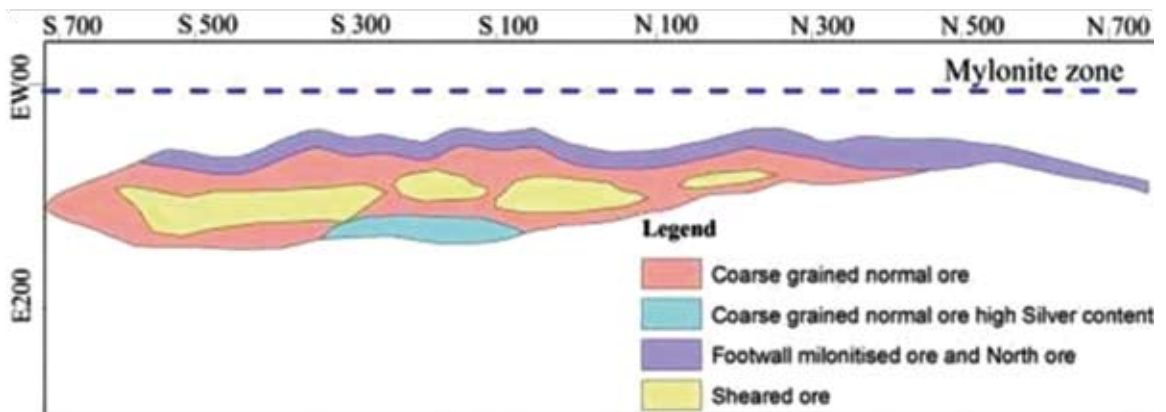 S 700 S 500 S 300 S 100 N 100 N 300 N 500 N 700
EW00
Mylonite zone
E200
Legend
Coarse grained normal ore
Coarse grained normal ore high Silver content
Footwall milonitised ore and North ore
Sheared ore